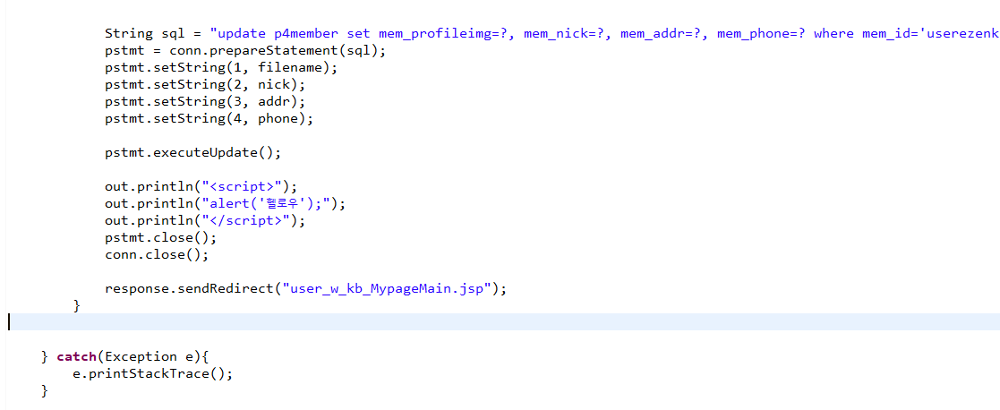 String sql = "update p4member set mem_profileimg=?, mem_nick=?, mem_addr=?, mem_phone=? where mem_id='userezenk
pstmt = conn.prepareStatement(sql);
pstmt.setString(1, filename);
pstmt.setString(2, nick);
pstmt.setString(3, addr);
pstmt.setString(4, phone);
pstmt.executeUpdate();
out.println("<script>");
out.println("alert('헬로우');");
out.println("</script>");
pstmt.close();
conn.close();
response.sendRedirect("user_w_kb_MypageMain.jsp");
}
} catch(Exception e){
e.printStackTrace();
}